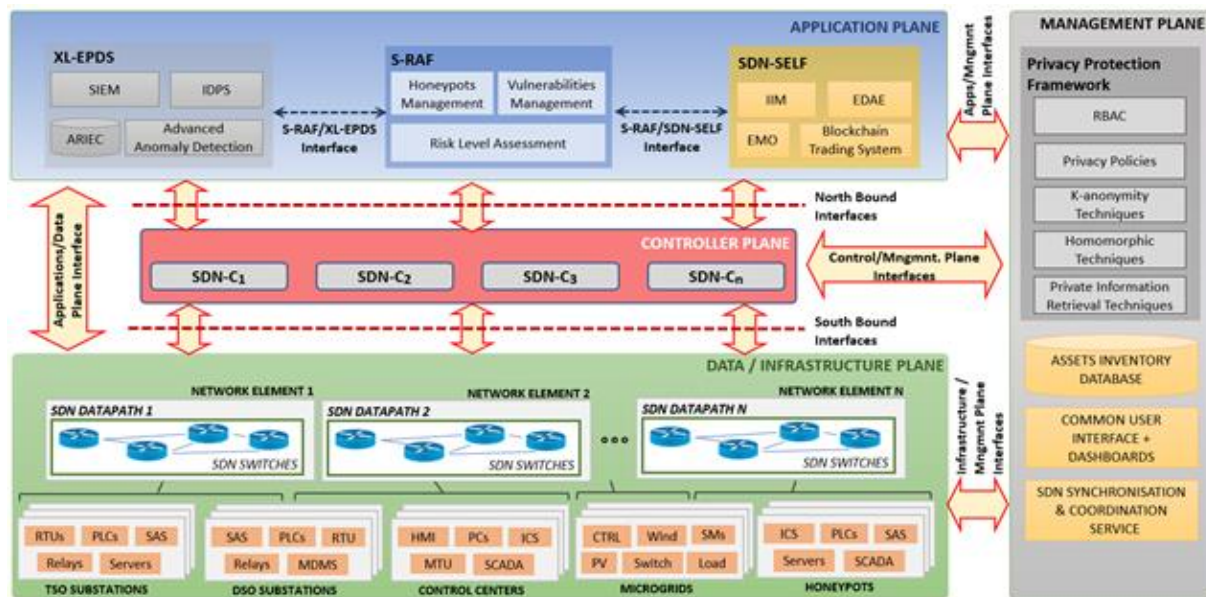 APPLICATION PLANE
XL-EPDS
SIEM
IDPS
ARIEC
Advanced
Anomaly Detection
S-RAF/XL-EPDS
Interface
S-RAF
Honeypots
Management
Vulnerabilities
Management
Risk Level Assessment
S-RAF/SDN-SELF
Interface
SDN-SELF
IIM
EDAE
EMO
Blockchain
Trading System
Apps/Mngmnt
Plane Interfaces
MANAGEMENT PLANE
Privacy Protection
Framework
RBAC
Privacy Policies
K-anonymity
Techniques
Homomorphic
Techniques
Private Information
Retrieval Techniques
ASSETS INVENTORY
DATABASE
COMMON USER
INTERFACE +
DASHBOARDS
SDN SYNCHRONISATION
& COORDINATION
SERVICE
Applications/Data
Plane Interface
North Bound
Interfaces
CONTROLLER PLANE
SDN-C1
SDN-C2
SDN-C3
SDN-Cn
Control/Mngmnt. Plane
Interfaces
South Bound
Interfaces
DATA / INFRASTRUCTURE PLANE
NETWORK ELEMENT 1
SDN DATAPATH 1
SDN SWITCHES
NETWORK ELEMENT 2
SDN DATAPATH 2
SDN SWITCHES
NETWORK ELEMENT N
SDN DATAPATH N
SDN SWITCHES
Infrastructure /
Mngmnt Plane
Interfaces
RTUs PLCs SAS
Relays Servers
TSO SUBSTATIONS
SAS PLCs RTU
Relays MDMS
DSO SUBSTATIONS
HMI PCs ICS
MTU SCADA
CONTROL CENTERS
CTRL Wind SMs
PV Switch Load
MICROGRIDS
ICS PLCs SAS
Servers SCADA
HONEYPOTS